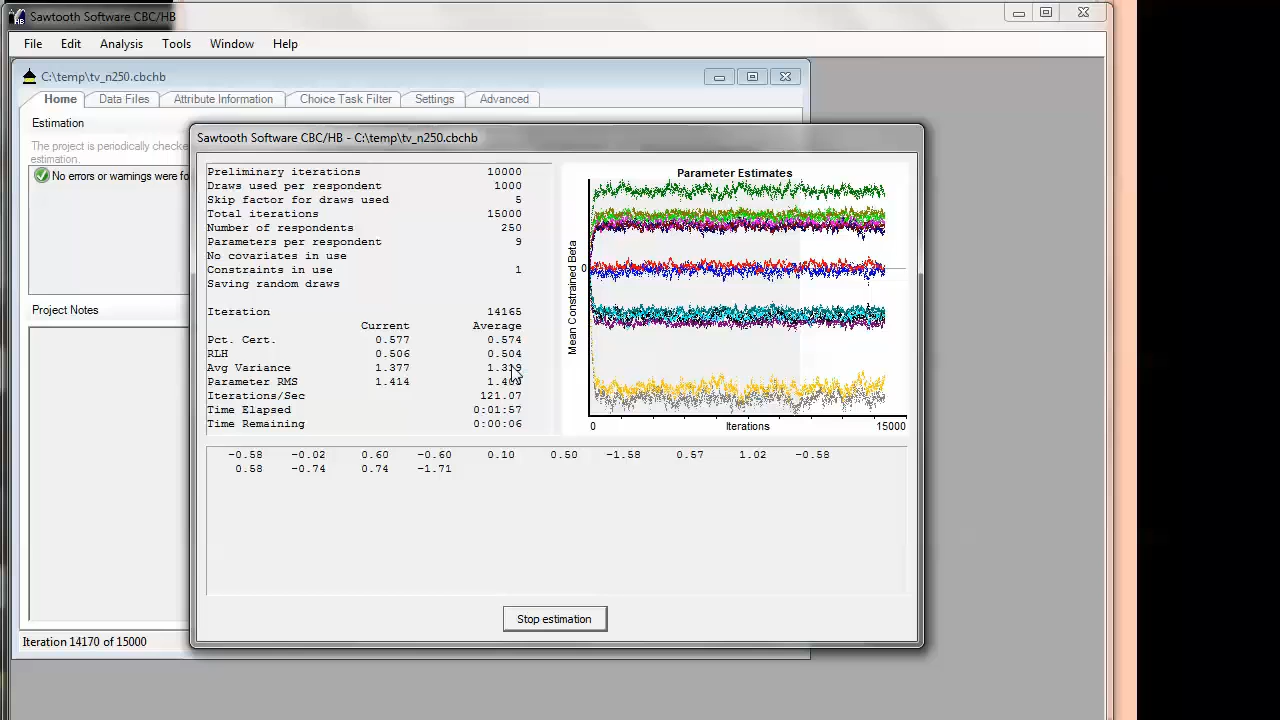 Sawtooth Software CBC/HB
File Edit Analysis Tools Window Help
C:\temp\tv_n250.cbchb
Home Data Files Attribute Information Choice Task Filter Settings Advanced
Estimation
The project is periodically checke
estimation.
No errors or warnings were fo
Project Notes
Iteration 14170 of 15000
Sawtooth Software CBC/HB - C:\temp\tv_n250.cbchb
Preliminary iterations 10000
Draws used per respondent 1000
Skip factor for draws used 5
Total iterations 15000
Number of respondents 250
Parameters per respondent 9
No covariates in use
Constraints in use 1
Saving random draws
Iteration 14165
Current Average
Pct. Cert. 0.577 0.574
RLH 0.506 0.504
Avg Variance 1.377
Parameter RMS 1.414
Iterations/Sec 121.07
Time Elapsed 0:01:57
Time Remaining 0:00:06
Parameter Estimates
Mean Constrained Beta
0
0 Iterations 15000
-0.58 -0.02 0.60 -0.60 0.10 0.50 -1.58 0.57 1.02 -0.58
0.58 -0.74 0.74 -1.71
Stop estimation